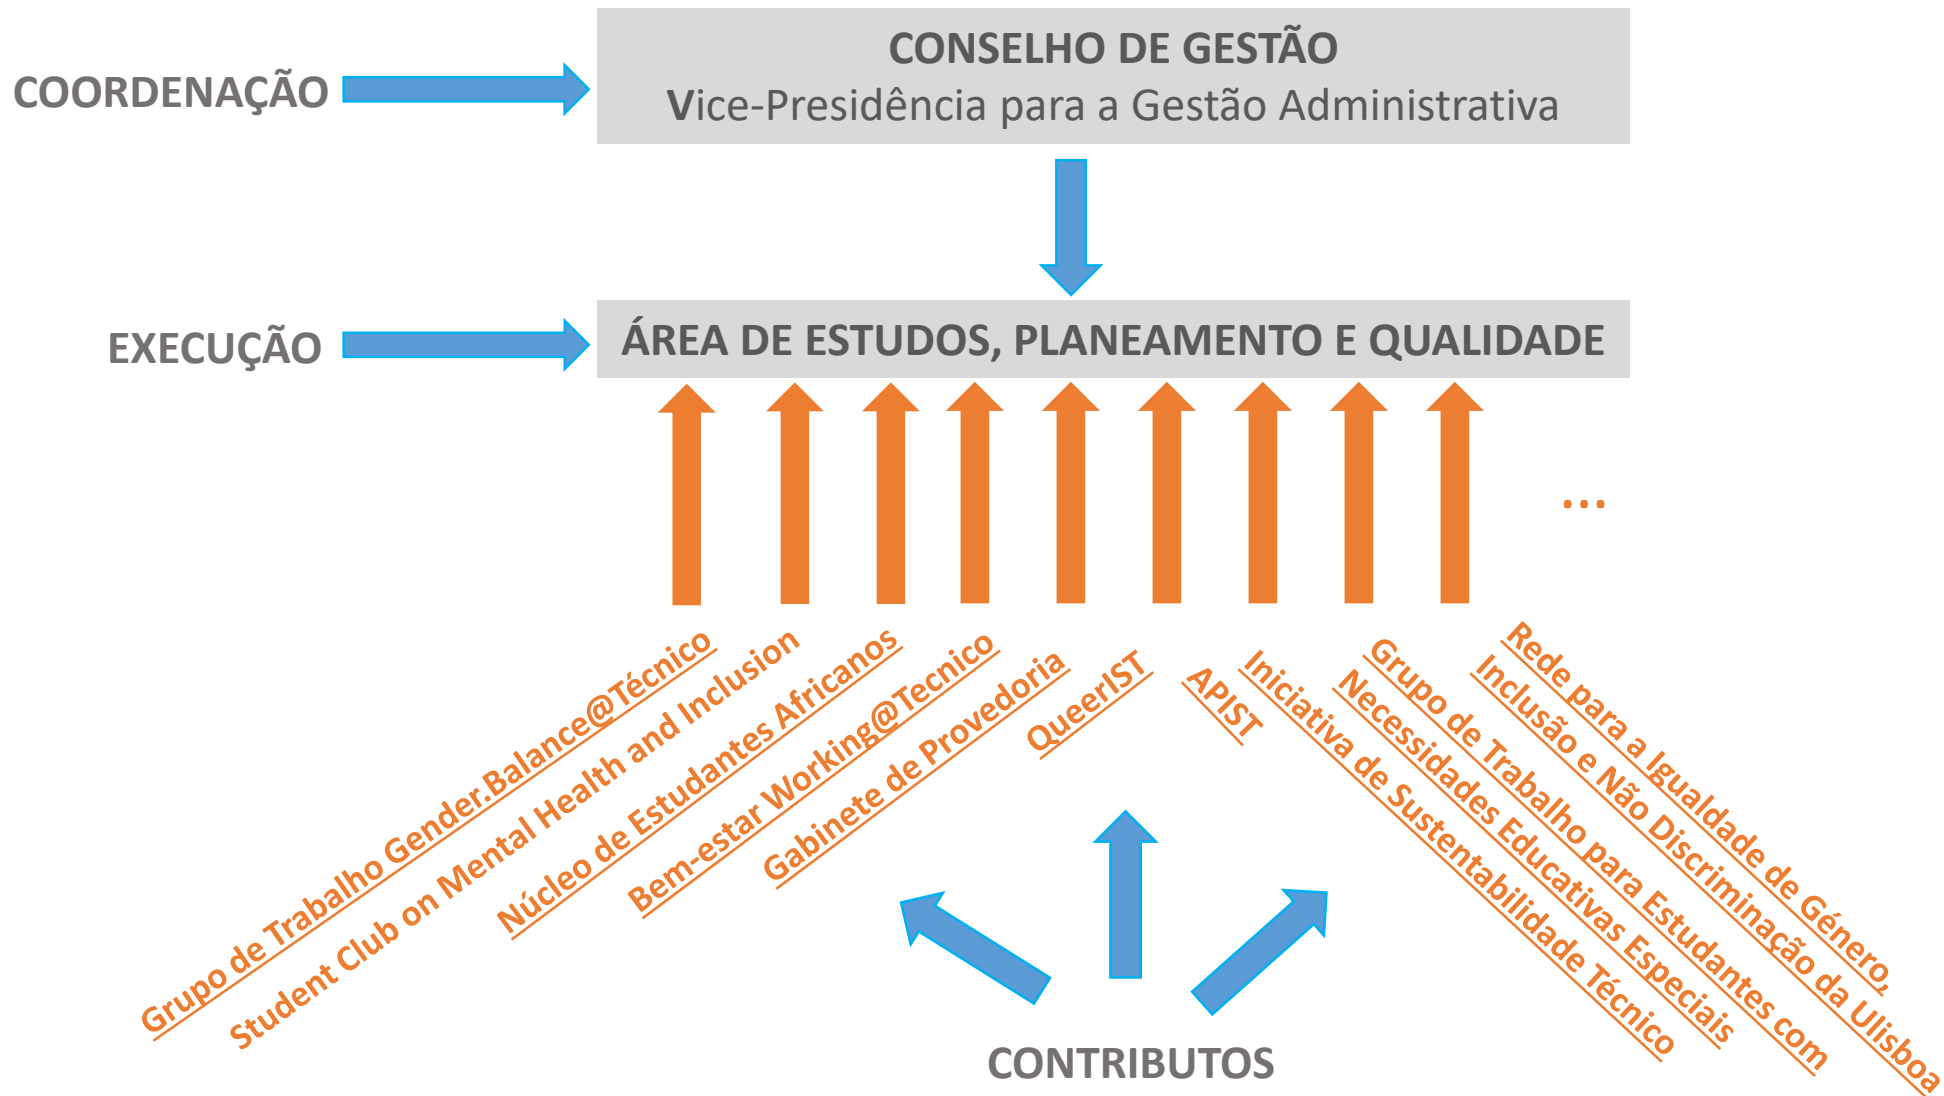 CONSELHO DE GESTÃO
COORDENAÇÃO
Vice-Presidência para a Gestão Administrativa
EXECUÇÃO
ÁREA DE ESTUDOS, PLANEAMENTO E QUALIDADE
...
Grupo de Trabalho Gender.Balance@Técnico
Student Club on Mental Health and Inclusion
Núcleo de Estudantes Africanos
Bem-estar Working@Tecnico
Gabinete de Provedoria
QueerIST
APIST
Iniciativa de Sustentabilidade Técnico
Grupo de Trabalho para Estudantes com
Necessidades Educativas Especiais
Rede para a Igualdade de Género,
Inclusão e Não Discriminação da Ulisboa
CONTRIBUTOS